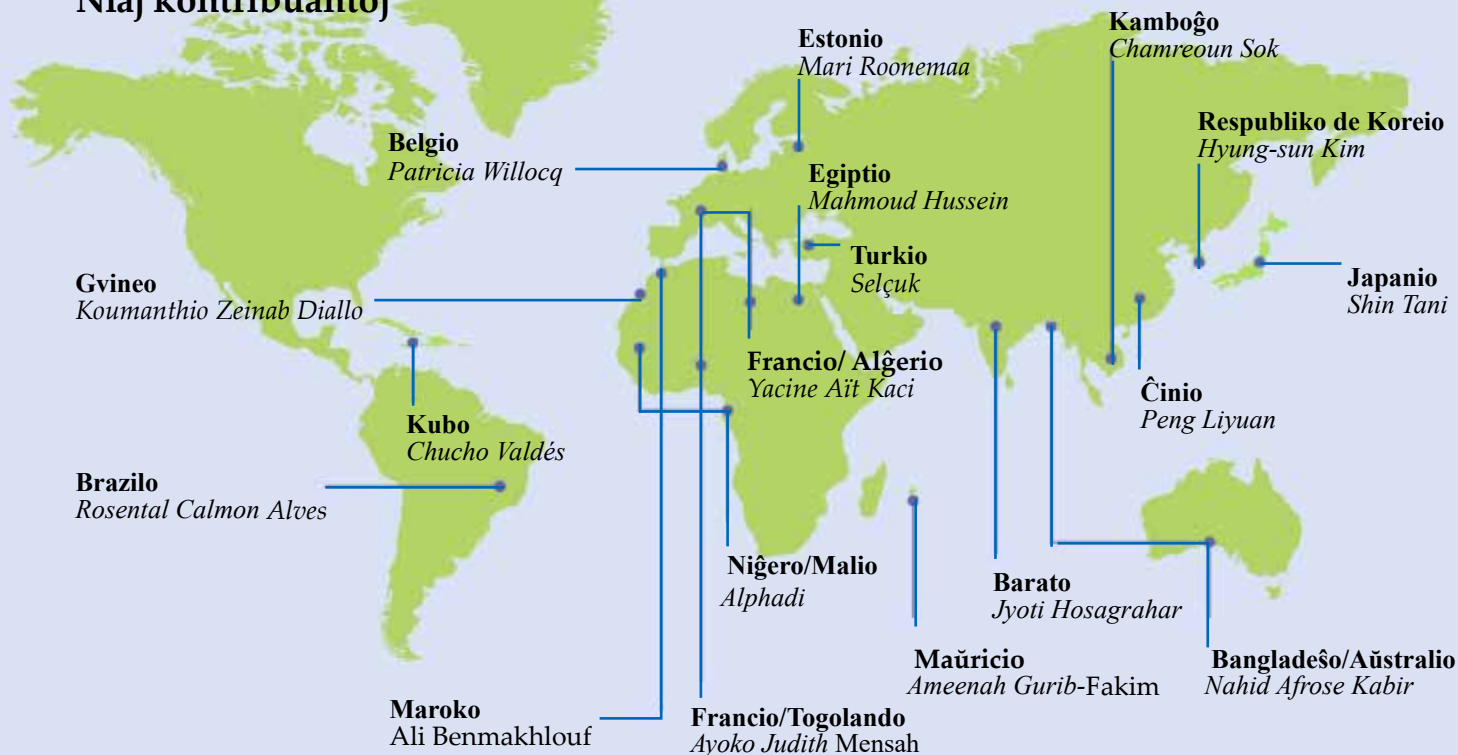 Niaj kontribuantoj
Kamboĝo
Chamreoun Sok
Estonio
Mari Roonemaa
Respubliko de Koreio
Hyung-sun Kim
Belgio
Patricia Willocq
Egiptio
Mahmoud Hussein
Turkio
Selçuk
Gvineo
Koumanthio Zeinab Diallo
Japanio
Shin Tani
Francio/ Alĝerio
Yacine Aït Kaci
Ĉinio
Peng Liyuan
Kubo
Chucho Valdés
Brazilo
Rosental Calmon Alves
Niĝero/Malio
Alphadi
Barato
Jyoti Hosagrahar
Maŭricio
Ameenah Gurib-Fakim
Bangladeŝo/Aŭstralio
Nahid Afrose Kabir
Maroko
Ali Benmakhlouf
Francio/Togolando
Ayoko Judith Mensah